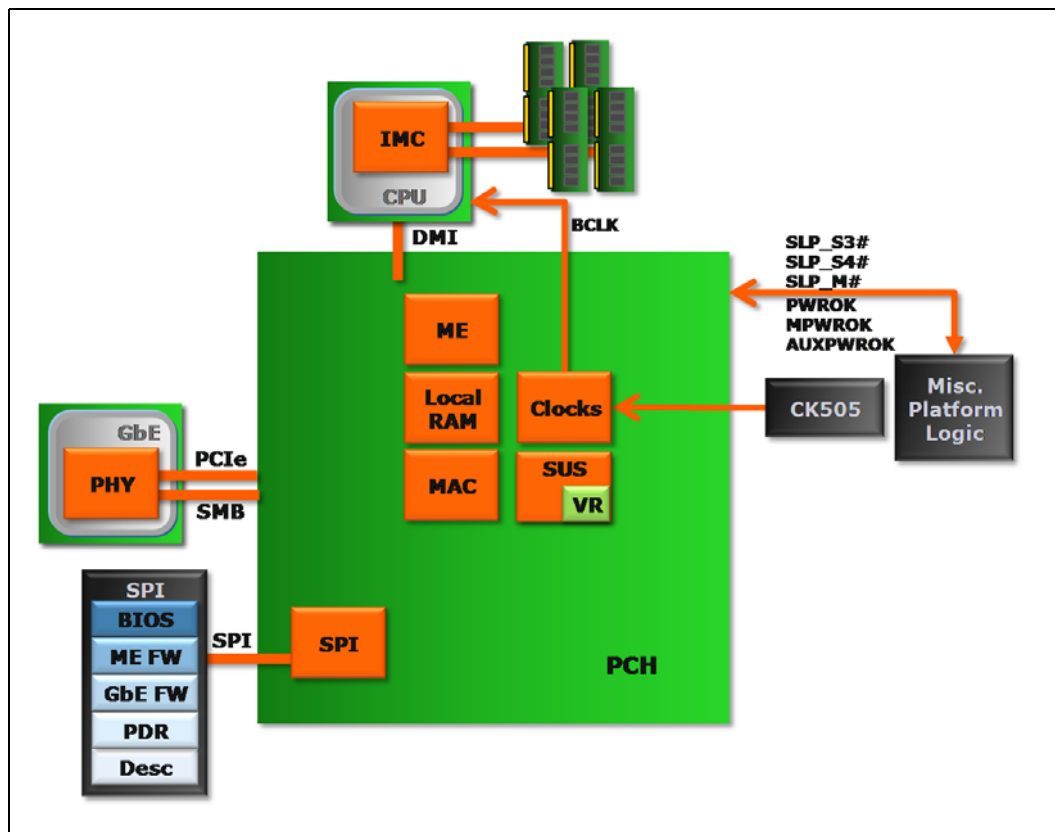 IMC
CPU
DMI
BCLK
SLP_S3#
SLP_S4#
SLP_M#
PWROK
MPWROK
AUXPWROK
ME
Local
RAM
Clocks
CK505
Misc.
Platform
Logic
GbE
PHY
PCIe
SMB
MAC
SUS
VR
SPI
BIOS
ME FW
GbE FW
PDR
Desc
SPI
SPI
PCH